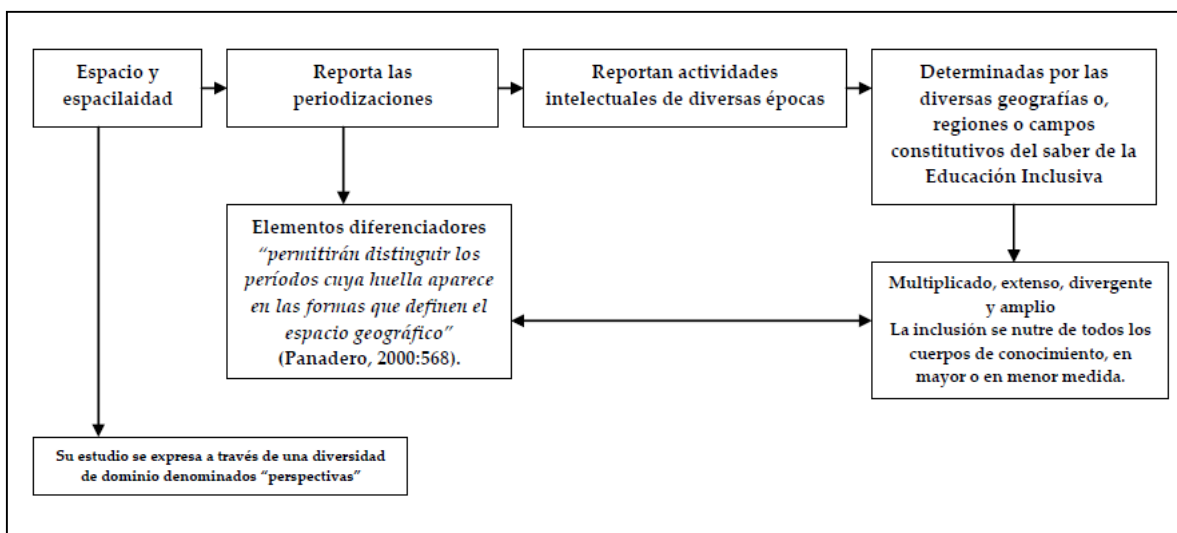 Espacio y
espacilaidad
Reporta las
periodizaciones
Reportan actividades
intelectuales de diversas épocas
Determinadas por las
diversas geografías o,
regiones o campos
constitutivos del saber de la
Educación Inclusiva
Elementos diferenciadores
“permitirán distinguir los
períodos cuya huella aparece
en las formas que definen el
espacio geográfico”
(Panadero, 2000:568).
Multiplicado, extenso, divergente
y amplio
La inclusión se nutre de todos los
cuerpos de conocimiento, en
mayor o en menor medida.
Su estudio se expresa a través de una diversidad
de dominio denominados “perspectivas”